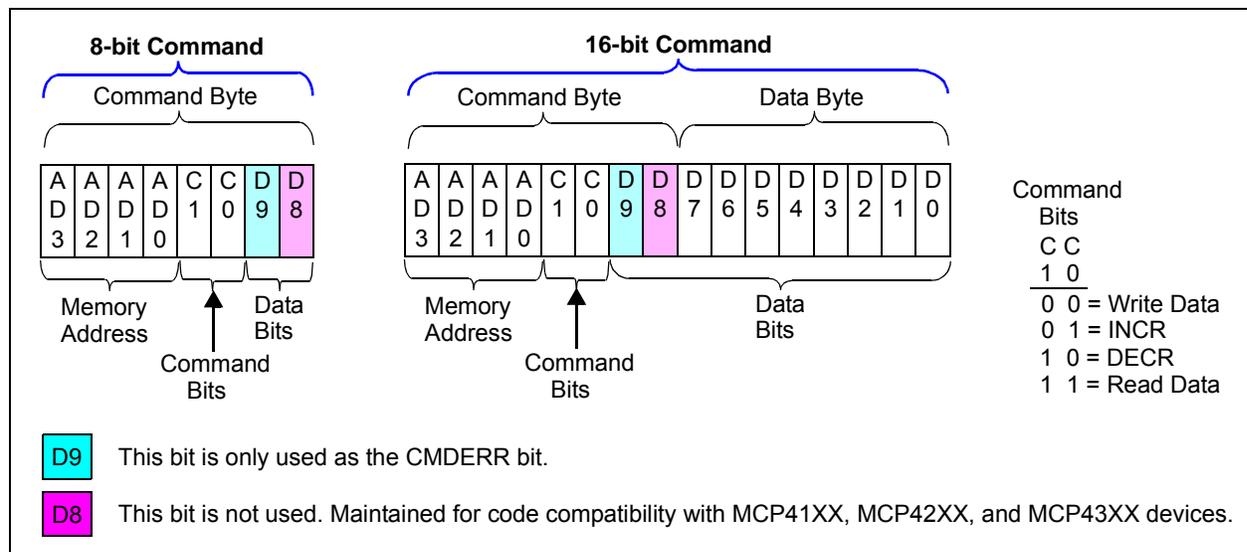 8-bit Command
16-bit Command
Command Byte
Command Byte
Data Byte
A A A A C C D D
D D D D 1 0 9 8
3 2 1 0
A A A A C C D D D D D D D D D D
D D D D 1 0 9 8 7 6 5 4 3 2 1 0
3 2 1 0
Memory
Address
Data
Bits
Command
Bits
Memory
Address
Data
Bits
Command
Bits
Command
Bits
C C
1 0
0 0 = Write Data
0 1 = INCR
1 0 = DECR
1 1 = Read Data
D9 This bit is only used as the CMDERR bit.
D8 This bit is not used. Maintained for code compatibility with MCP41XX, MCP42XX, and MCP43XX devices.